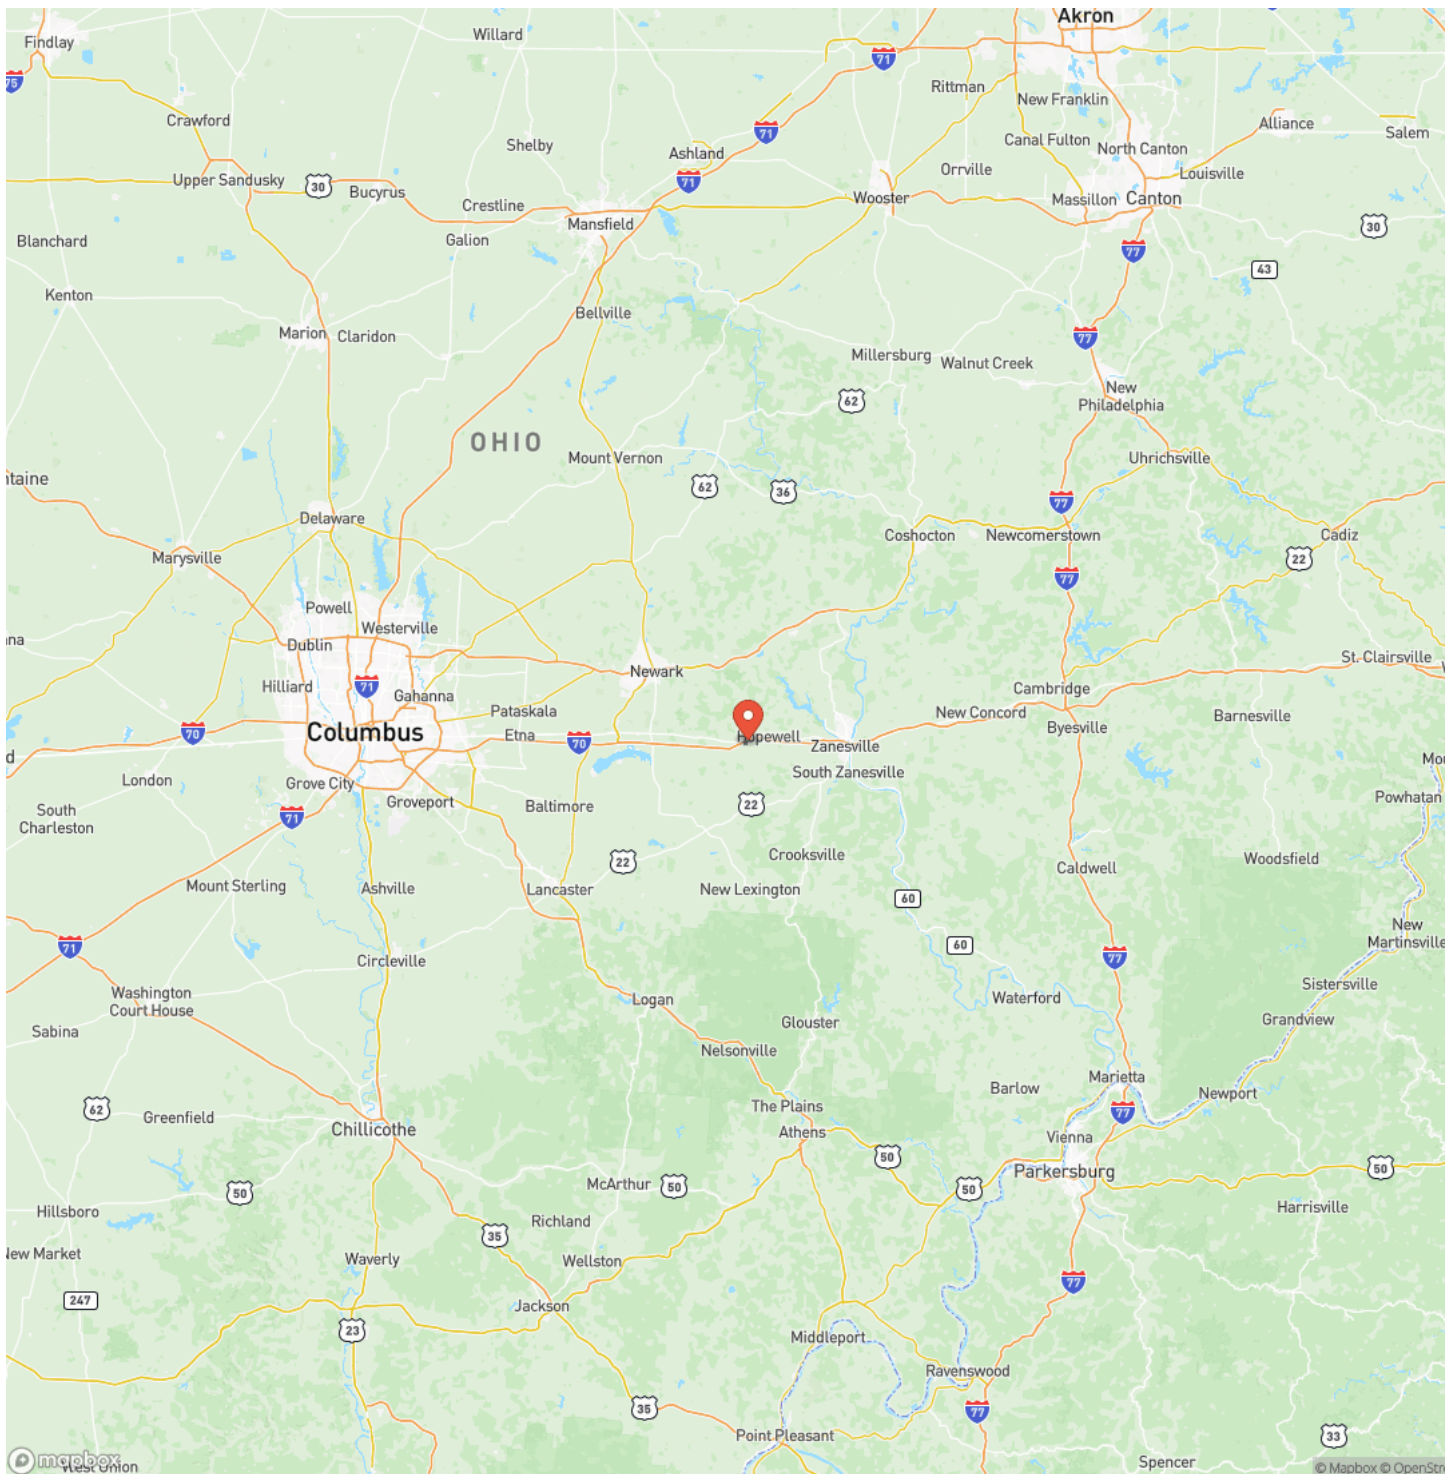 Akron
Willard
Findlay
71
75
Rittman
New Franklin
Crawford
71
Alliance
Salem
Canal Fulton
North Canton
Shelby
Ashland
Orrville
Louisville
Upper Sandusky
30
Bucyrus
71
Wooster
Massillon
Canton
Crestline
Mansfield
30
Blanchard
Galion
77
43
Kenton
Bellville
Marion
Claridon
77
Millersburg
Walnut Creek
New
Philadelphia
62
OHIO
Mount Vernon
Uhrichsville
ntaine
62
36
77
Delaware
Coshocton
Newcomerstown
Cadiz
Marysville
22
77
Powell
Westerville
na
Dublin
St. Clairsville
W
Newark
Hilliard
71
Gahanna
Cambridge
Pataskala
New Concord
Barnesville
Columbus
70
Etna
70
Hopewell
Zanesville
Byesville
d
Mou
London
Grove City
South Zanesville
Groveport
Baltimore
22
Powhatan
South
Charleston
71
Crooksville
22
Woodsfield
Caldwell
Mount Sterling
Ashville
Lancaster
New Lexington
60
New
Martinsville
71
60
Circleville
77
Sistersville
Washington
Court House
Logan
Waterford
Grandview
Sabina
Glouster
Nelsonville
Marietta
Barlow
Newport
62
Greenfield
The Plains
77
Chillicothe
Athens
Vienna
50
Parkersburg
50
McArthur
50
50
50
Hillsboro
Richland
Harrisville
35
New Market
Waverly
Wellston
77
247
Jackson
23
Middleport
Ravenswood
35
77
Point Pleasant
33
mapbox
West Union
Spencer
© Mapbox © OpenStre